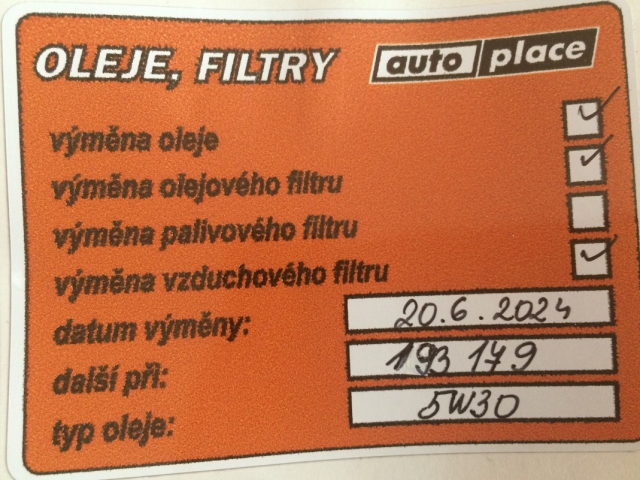 OLEJE, FILTRY auto place
výměna oleje
výměna olejového filtru
výměna palivového filtru
výměna vzduchového filtru
datum výměny: 20.6.2024
další při: 193 179
typ oleje: 5W30